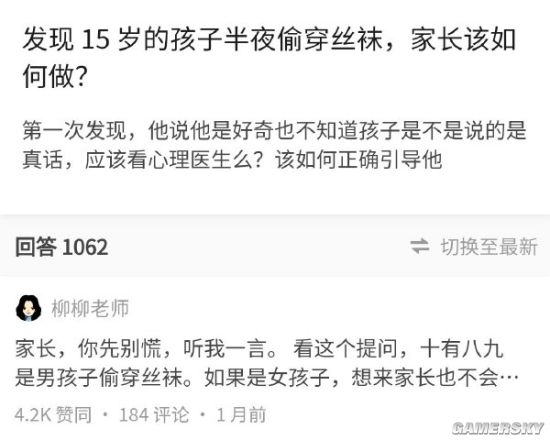 发现 15 岁的孩子半夜偷穿丝袜，家长该如
何做？
第一次发现，他说他是好奇也不知道孩子是不是说的是
真话，应该看心理医生么？该如何正确引导他
回答 1062
切换至最新
柳柳老师
家长，你先别慌，听我一言。 看这个提问，十有八九
是男孩子偷穿丝袜。如果是女孩子，想来家长也不会…
4.2K 赞同 · 184 评论 · 1 月前
GAMERSKY